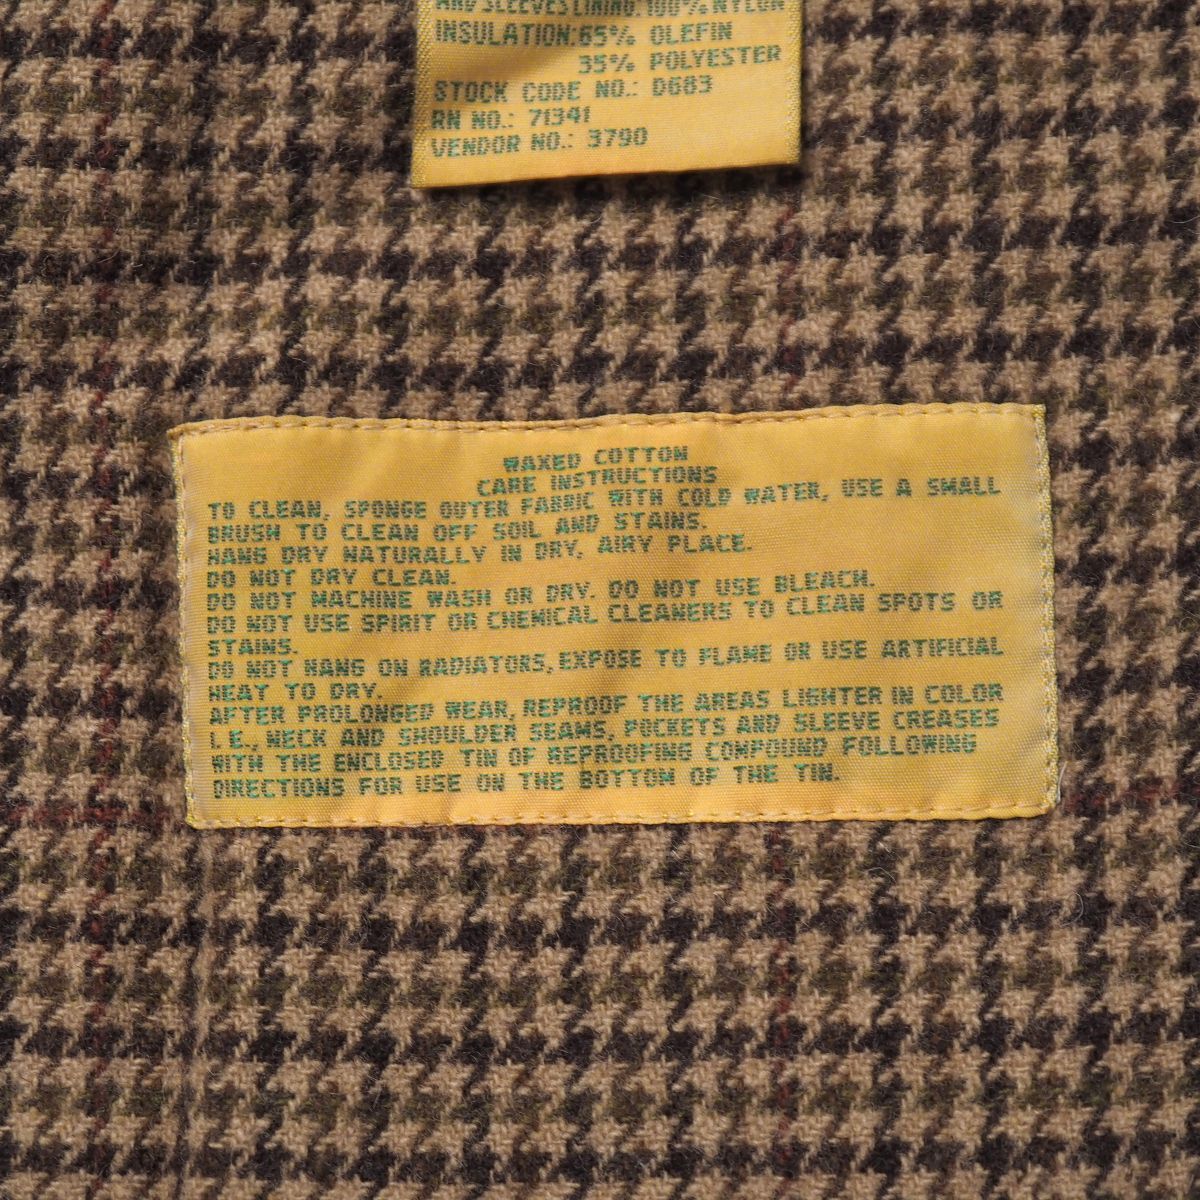 AND SLEEVES LINING: 100% NYLON
INSULATION: 65% OLEFIN
35% POLYESTER
STOCK CODE NO.: D683
RN NO.: 71341
VENDOR NO.: 3790
WAXED COTTON
CARE INSTRUCTIONS
TO CLEAN, SPONGE OUTER FABRIC WITH COLD WATER, USE A SMALL
BRUSH TO CLEAN OFF SOIL AND STAINS.
HANG DRY NATURALLY IN DRY, AIRY PLACE.
DO NOT DRY CLEAN.
DO NOT MACHINE WASH OR DRY. DO NOT USE BLEACH.
DO NOT USE SPIRIT OR CHEMICAL CLEANERS TO CLEAN SPOTS OR
STAINS.
DO NOT HANG ON RADIATORS, EXPOSE TO FLAME OR USE ARTIFICIAL
HEAT TO DRY.
AFTER PROLONGED WEAR, REPROOF THE AREAS LIGHTER IN COLOR
I. E., NECK AND SHOULDER SEAMS, POCKETS AND SLEEVE CREASES
WITH THE ENCLOSED TIN OF REPROOFING COMPOUND FOLLOWING
DIRECTIONS FOR USE ON THE BOTTOM OF THE TIN.